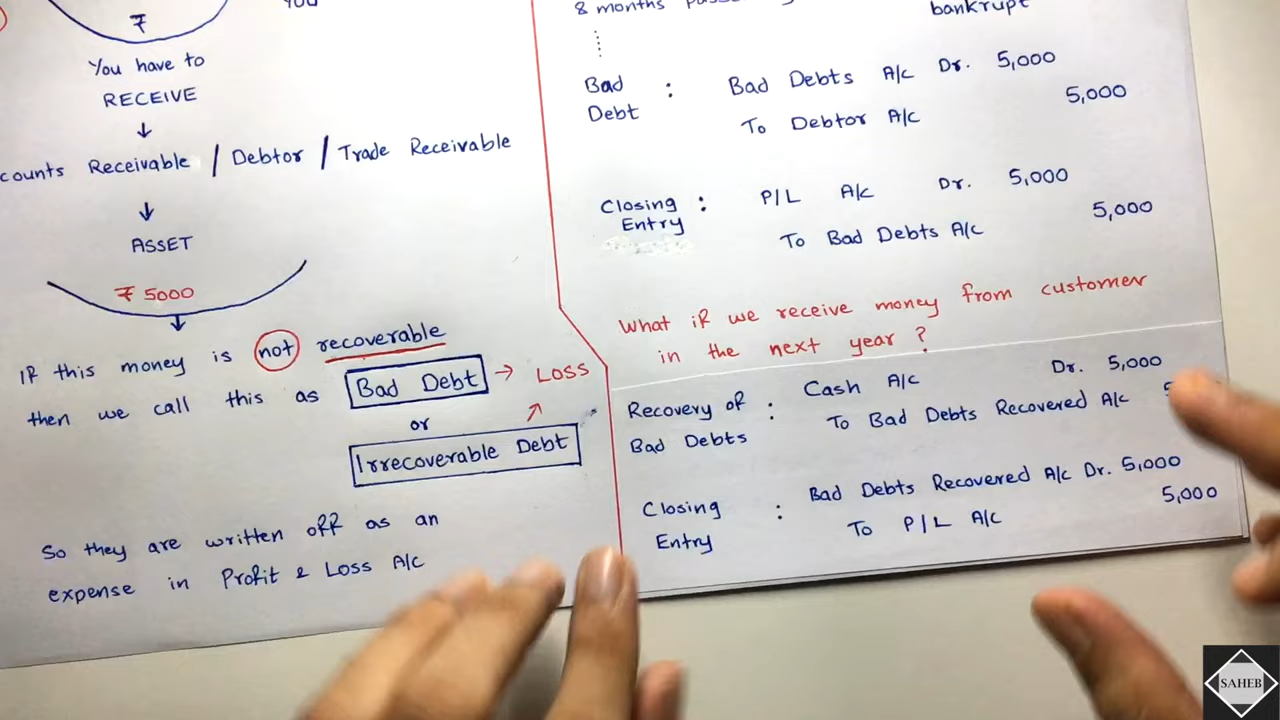 ₹
YOU
You have to
RECEIVE
↓
counts Receivable / Debtor / Trade Receivable
↓
ASSET
₹ 5000
If this money is not recoverable
then we call this as Bad Debt → LOSS
or
Irrecoverable Debt
So they are written off as an
expense in Profit & Loss A/c
8 months
bankrupt
Bad Debt : Bad Debts A/c Dr. 5,000
To Debtor A/c 5,000
Closing Entry : P/L A/c Dr. 5,000
To Bad Debts A/c 5,000
What if we receive money from customer
in the next year ?
Recovery of Bad Debts : Cash A/c Dr. 5,000
To Bad Debts Recovered A/c
Closing Entry : Bad Debts Recovered A/c Dr. 5,000
To P/L A/c 5,000
SAHEB